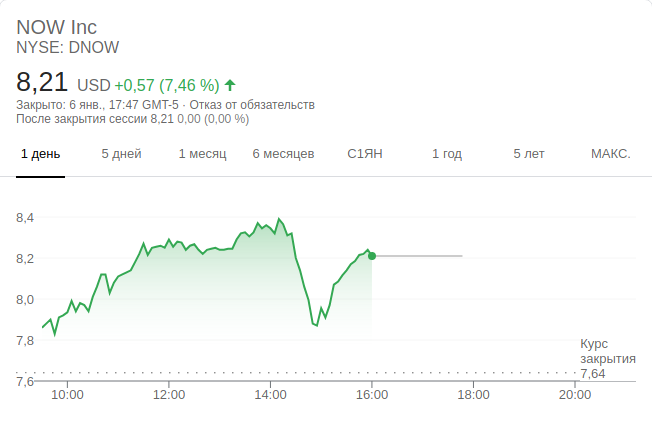 NOW Inc
NYSE: DNOW
8,21 USD +0,57 (7,46 %)
Закрыто: 6 янв., 17:47 GMT-5 · Отказ от обязательств
После закрытия сессии 8,21 0,00 (0,00 %)
1 день 5 дней 1 месяц 6 месяцев С1ЯН 1 год 5 лет МАКС.
8,4
8,2
8,0
7,8
7,6
Курс
закрытия
7,64
10:00 12:00 14:00 16:00 18:00 20:00